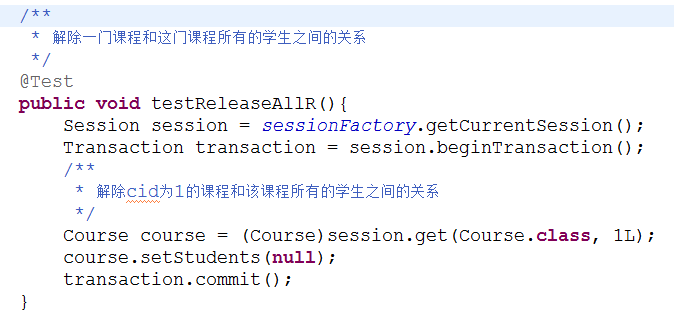 /**
 * 解除一门课程和这门课程所有的学生之间的关系
 */
@Test
public void testReleaseAllR(){
    Session session = sessionFactory.getCurrentSession();
    Transaction transaction = session.beginTransaction();
    /**
     * 解除cid为1的课程和该课程所有的学生之间的关系
     */
    Course course = (Course)session.get(Course.class, 1L);
    course.setStudents(null);
    transaction.commit();
}